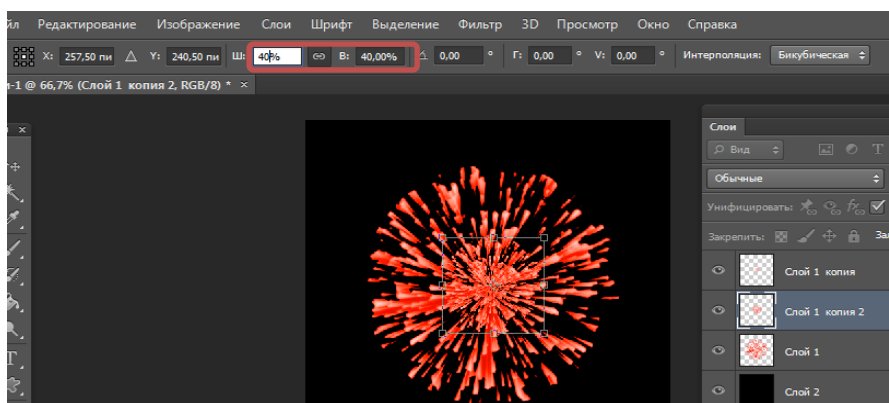 йл Редактирование Изображение Слои Шрифт Выделение Фильтр 3D Просмотр Окно Справка
X: 257,50 пи Y: 240,50 пи Ш: 40% В: 40,00% 0,00 ° Г: 0,00 ° V: 0,00 ° Интерполяция: Бикубическая
и-1 @ 66,7% (Слой 1 копия 2, RGB/8) * ×
Слои
Вид
Обычные
Унифицировать:
Закрепить: За
Слой 1 копия
Слой 1 копия 2
Слой 1
Слой 2